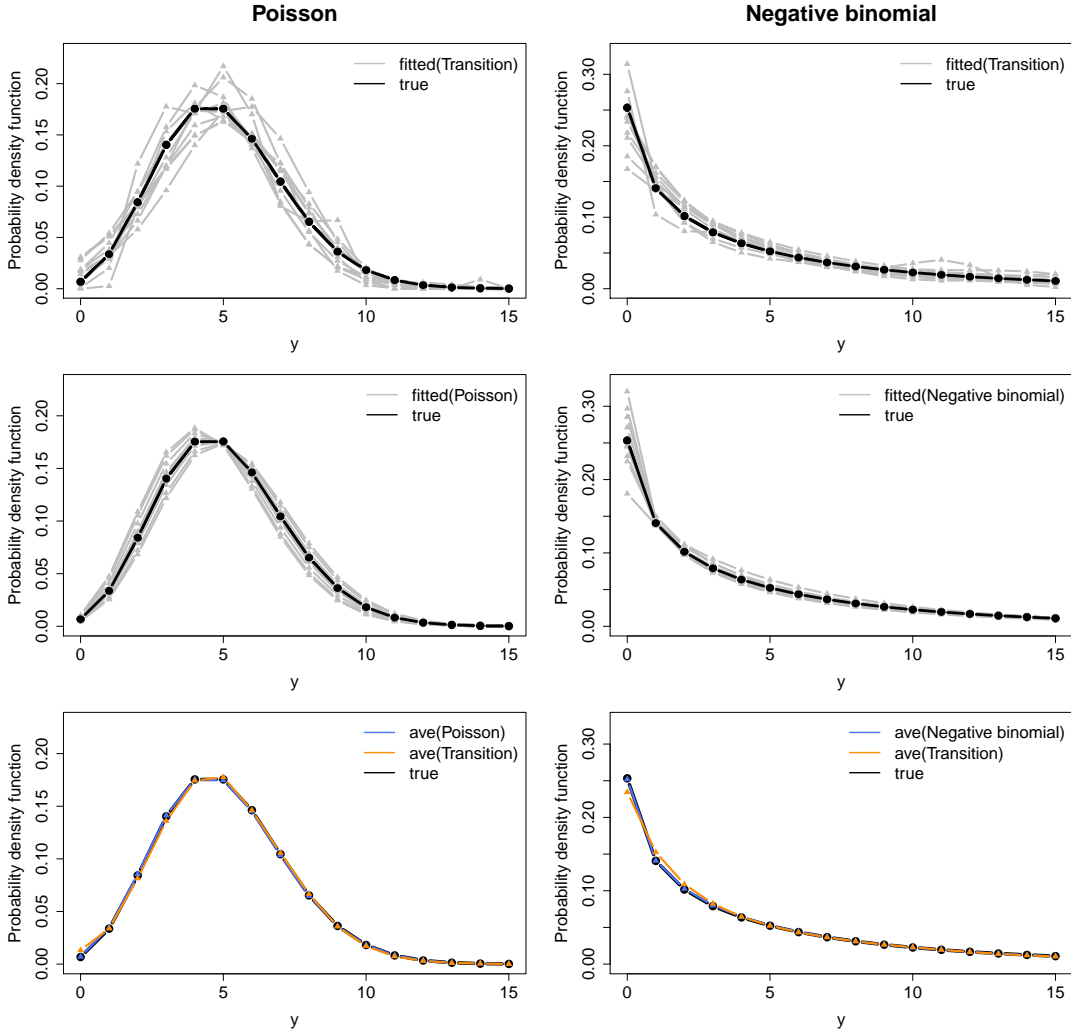 Poisson
Negative binomial
Probability density function
0.00 0.05 0.10 0.15 0.20
fitted(Transition)
true
0 5 10 15
y
Probability density function
0.00 0.10 0.20 0.30
fitted(Transition)
true
0 5 10 15
y
Probability density function
0.00 0.05 0.10 0.15 0.20
fitted(Poisson)
true
0 5 10 15
y
Probability density function
0.00 0.10 0.20 0.30
fitted(Negative binomial)
true
0 5 10 15
y
Probability density function
0.00 0.05 0.10 0.15 0.20
ave(Poisson)
ave(Transition)
true
0 5 10 15
y
Probability density function
0.00 0.10 0.20 0.30
ave(Negative binomial)
ave(Transition)
true
0 5 10 15
y